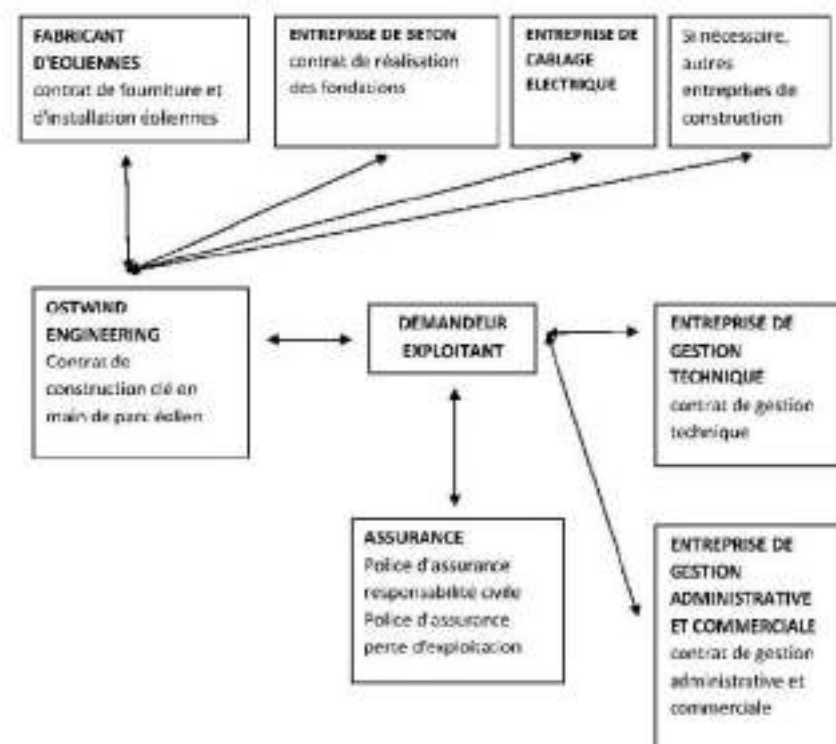 FABRICANT
D'EOLIENNES
contrat de fourniture et
d'installation éoliennes
ENTREPRISE DE BETON
contrat de réalisation
des fondations
ENTREPRISE DE
CABLAGE
ELECTRIQUE
Si nécessaire,
autres
entreprises de
construction
OSTWIND
ENGINEERING
Contrat de
construction clé en
main de parc éolien
DEMANDEUR
EXPLOITANT
ENTREPRISE DE
GESTION
TECHNIQUE
contrat de gestion
technique
ASSURANCE
Police d'assurance
responsabilité civile
Police d'assurance
perte d'exploitation
ENTREPRISE DE
GESTION
ADMINISTRATIVE
ET COMMERCIALE
contrat de gestion
administrative et
commerciale